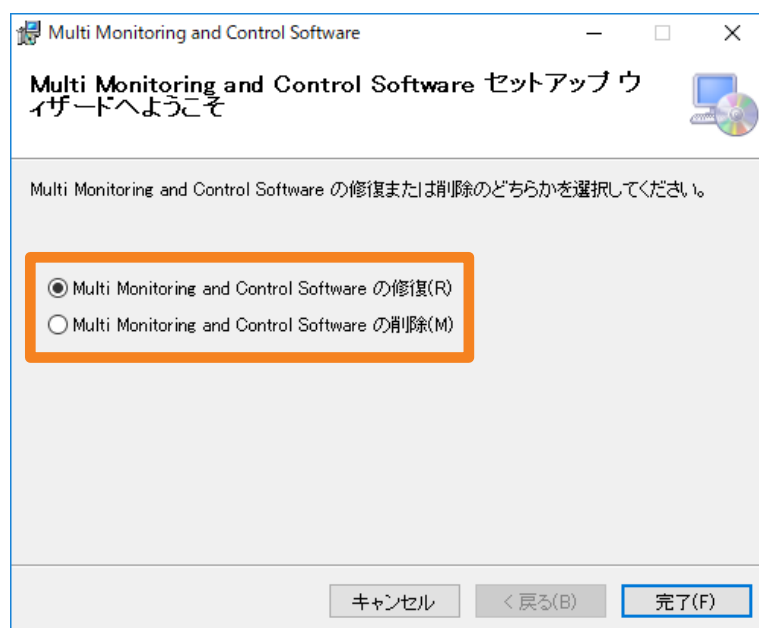 Multi Monitoring and Control Software
Multi Monitoring and Control Software セットアップ ウ
ィザードへようこそ
Multi Monitoring and Control Software の修復または削除のどちらかを選択してください。
Multi Monitoring and Control Software の修復(R)
Multi Monitoring and Control Software の削除(M)
キャンセル
< 戻る(B)
完了(F)